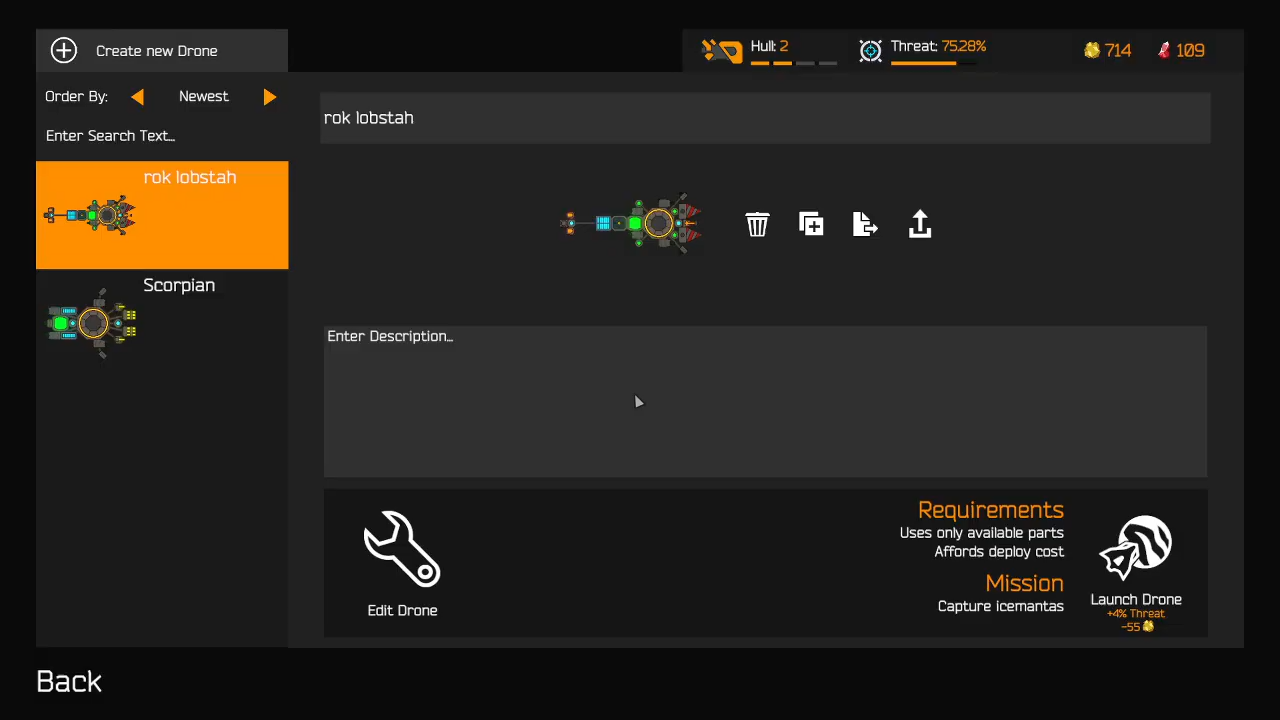 Create new Drone
Hull: 2
Threat: 75.28%
714
109
Order By:
Newest
Enter Search Text...
rok lobstah
rok lobstah
Scorpian
Enter Description...
Requirements
Uses only available parts
Affords deploy cost
Mission
Capture icemantas
Edit Drone
Launch Drone
+4% Threat
-55
Back